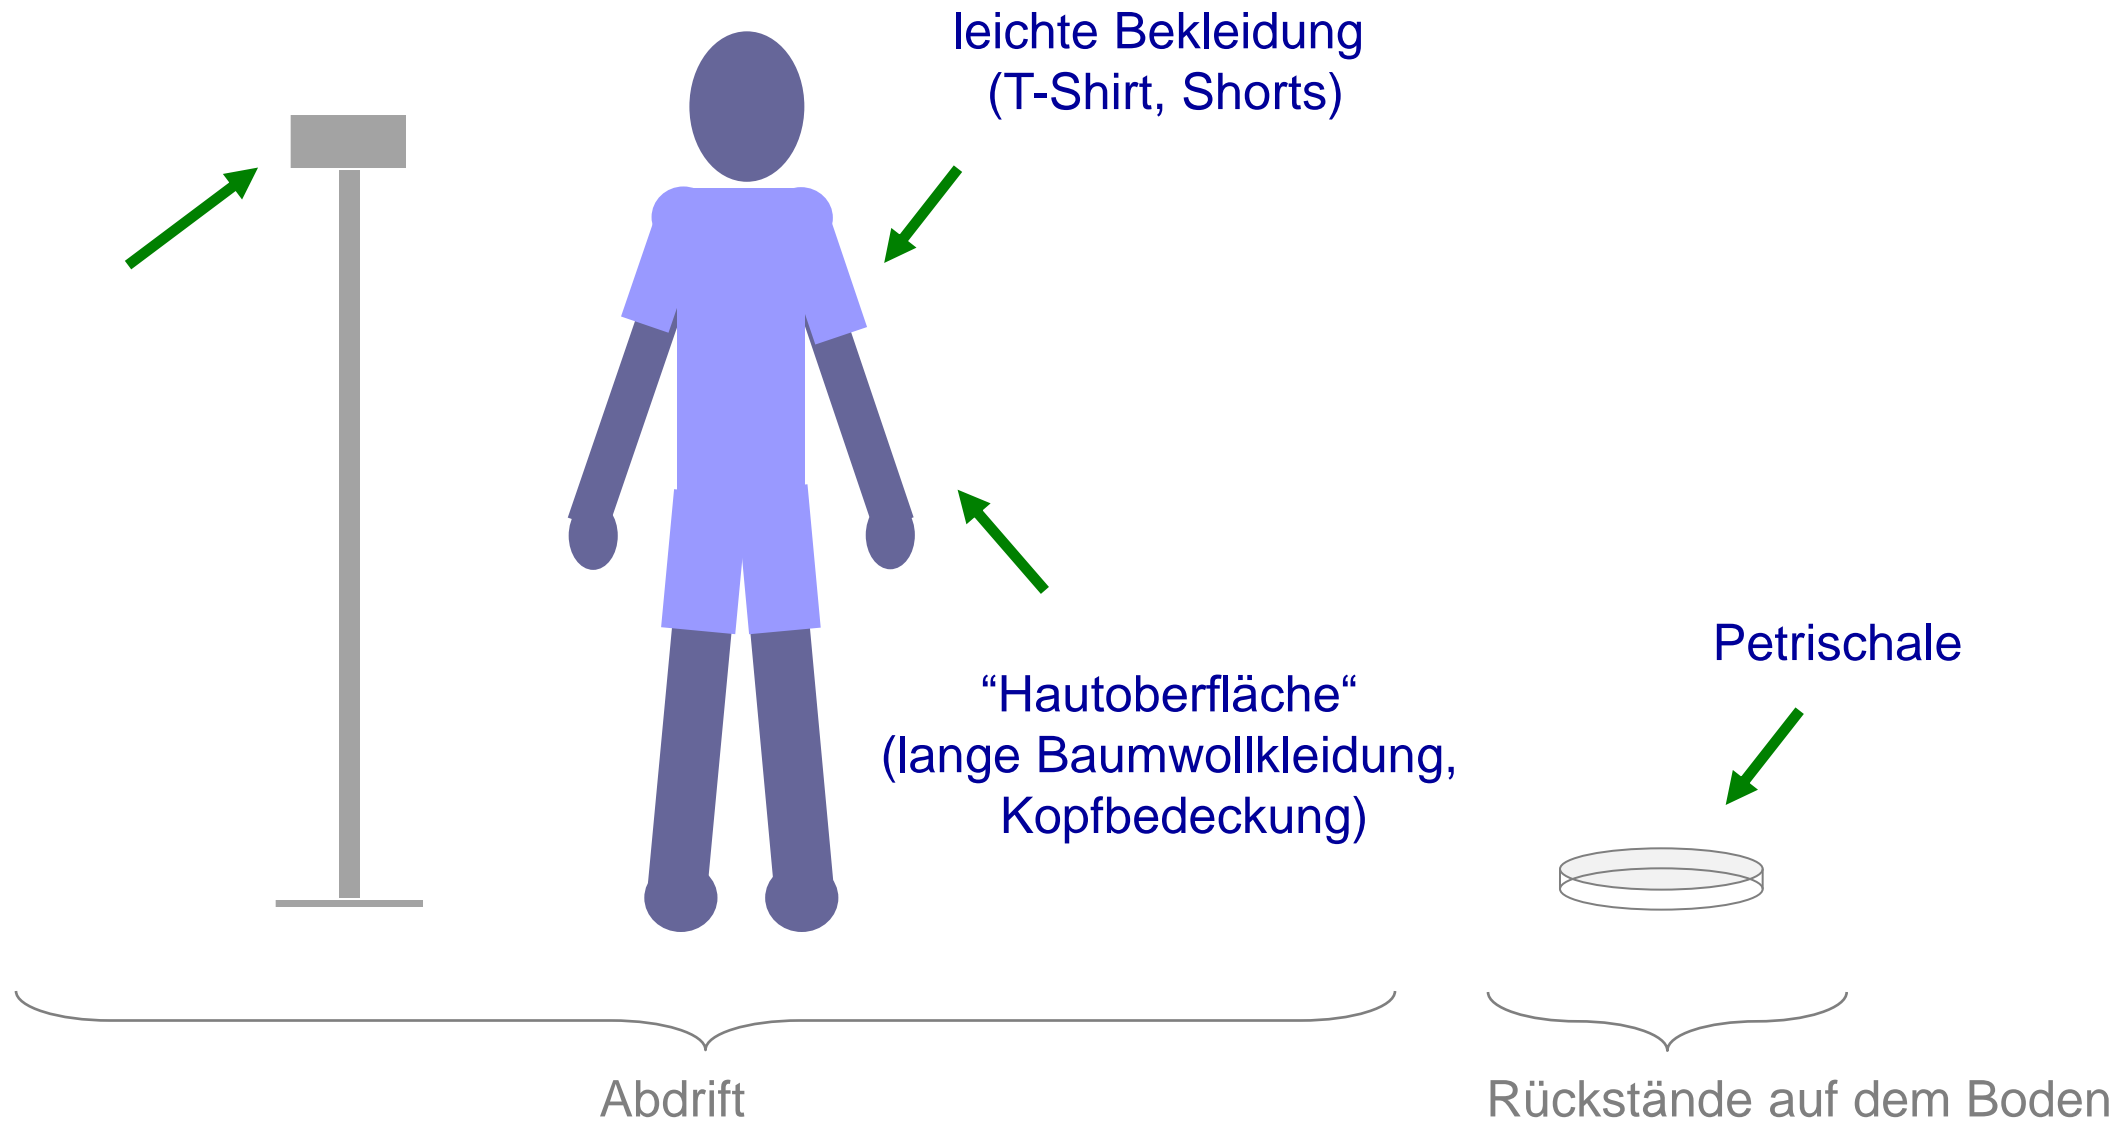 leichte Bekleidung
(T-Shirt, Shorts)
Petrischale
“Hautoberfläche“
(lange Baumwollkleidung,
Kopfbedeckung)
Abdrift
Rückstände auf dem Boden